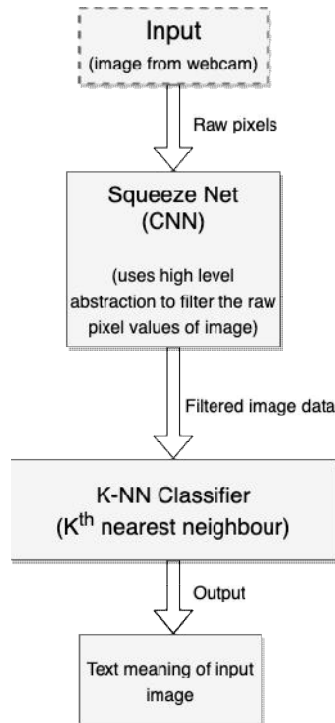 Input
(image from webcam)
Raw pixels
Squeeze Net
(CNN)
(uses high level
abstraction to filter the raw
pixel values of image)
Filtered image data
K-NN Classifier
(Kth nearest neighbour)
Output
Text meaning of input
image